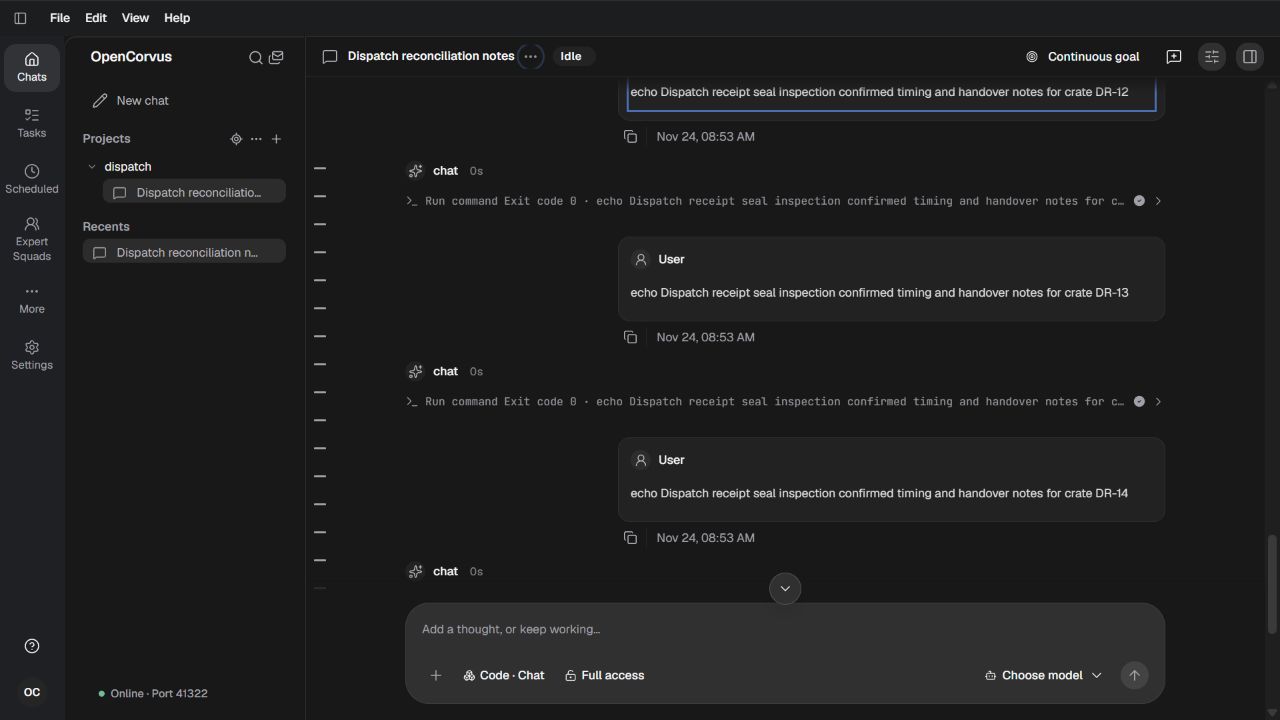 File Edit View Help
OpenCorvus
Dispatch reconciliation notes
Idle
Continuous goal
Chats
Tasks
Scheduled
Expert
Squads
More
Settings
OC
New chat
Projects
dispatch
Dispatch reconciliatio...
Recents
Dispatch reconciliation n...
Online · Port 41322
echo Dispatch receipt seal inspection confirmed timing and handover notes for crate DR-12
Nov 24, 08:53 AM
chat 0s
>_ Run command Exit code 0 · echo Dispatch receipt seal inspection confirmed timing and handover notes for c…
User
echo Dispatch receipt seal inspection confirmed timing and handover notes for crate DR-13
Nov 24, 08:53 AM
chat 0s
>_ Run command Exit code 0 · echo Dispatch receipt seal inspection confirmed timing and handover notes for c…
User
echo Dispatch receipt seal inspection confirmed timing and handover notes for crate DR-14
Nov 24, 08:53 AM
chat 0s
Add a thought, or keep working...
Code · Chat
Full access
Choose model